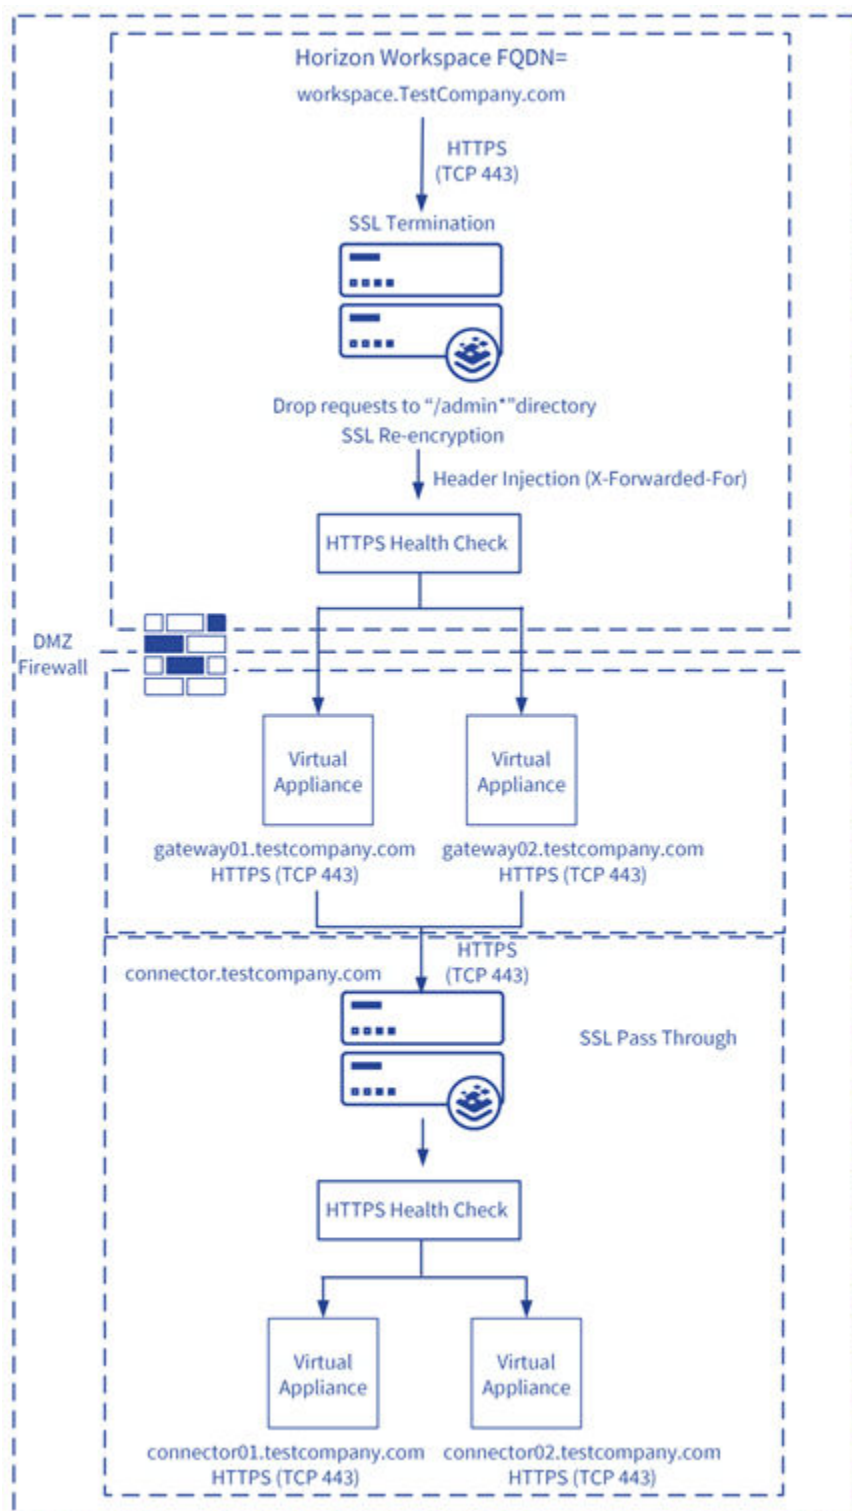 Horizon Workspace FQDN=
workspace.TestCompany.com
HTTPS
(TCP 443)
SSL Termination
Drop requests to “/admin*”directory
SSL Re-encryption
Header Injection (X-Forwarded-For)
HTTPS Health Check
DMZ
Firewall
Virtual
Appliance
Virtual
Appliance
gateway01.testcompany.com
HTTPS (TCP 443)
gateway02.testcompany.com
HTTPS (TCP 443)
HTTPS
(TCP 443)
connector.testcompany.com
SSL Pass Through
HTTPS Health Check
Virtual
Appliance
Virtual
Appliance
connector01.testcompany.com
HTTPS (TCP 443)
connector02.testcompany.com
HTTPS (TCP 443)